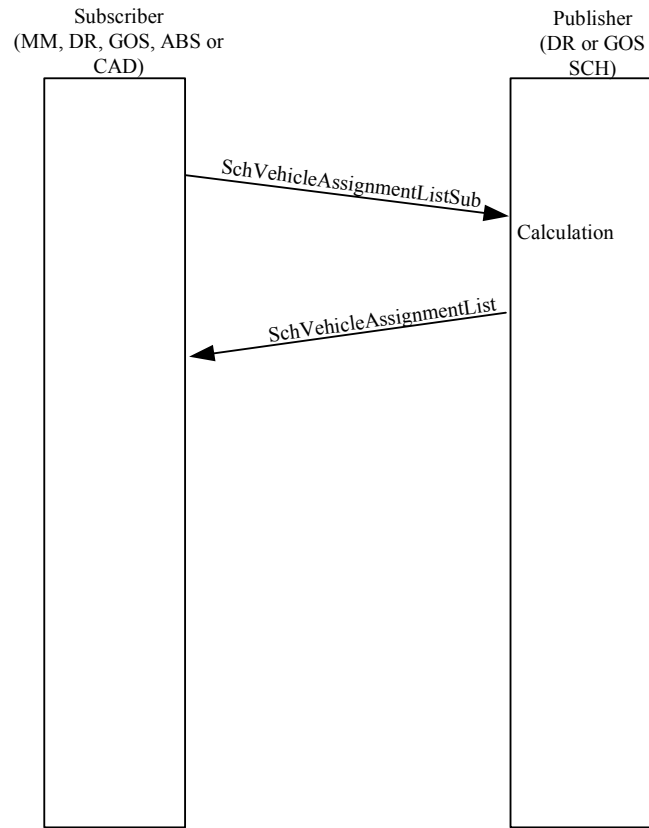 Subscriber
(MM, DR, GOS, ABS or
CAD)
Publisher
(DR or GOS
SCH)
SchVehicleAssignmentListSub
Calculation
SchVehicleAssignmentList